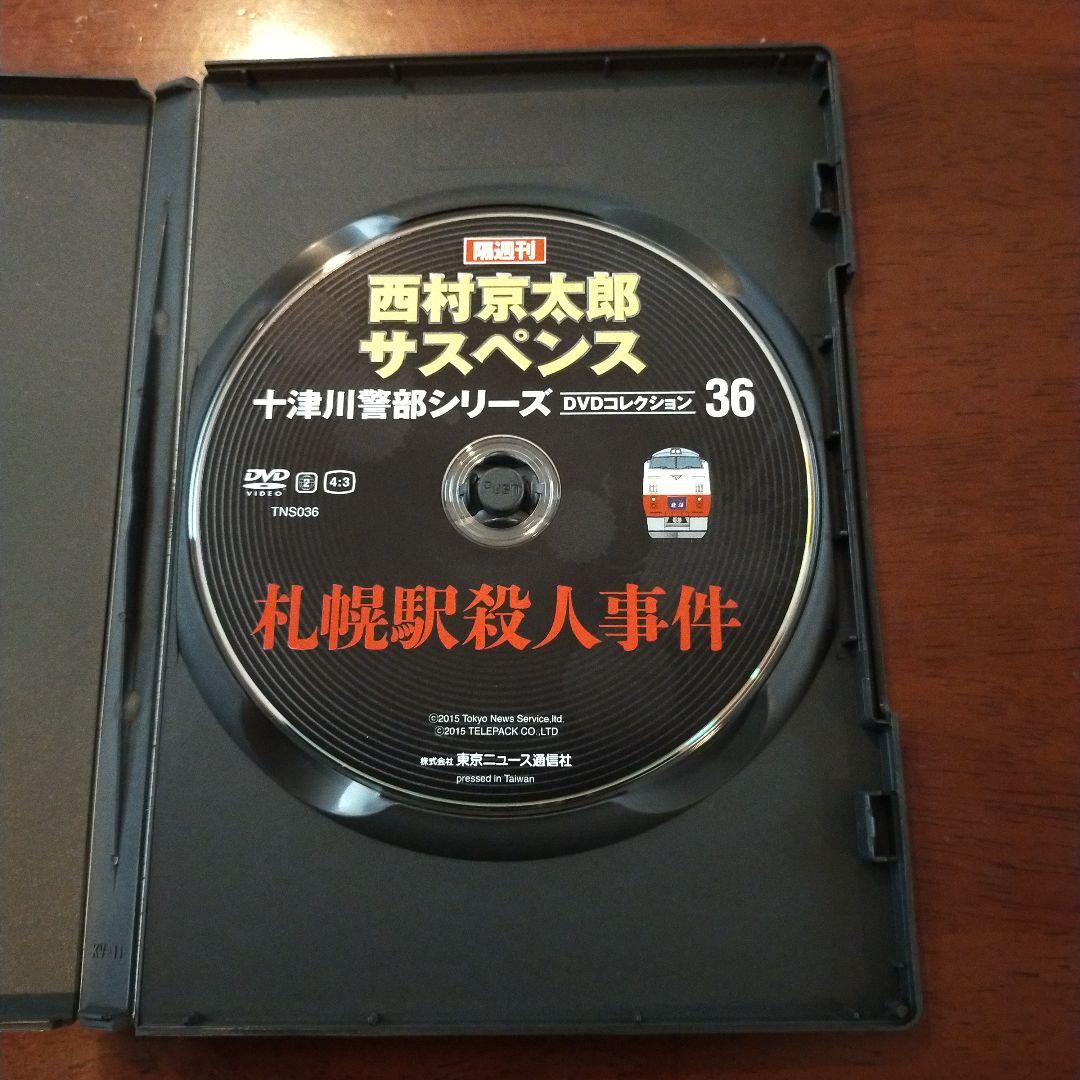 隔週刊
西村京太郎
サスペンス
十津川警部シリーズ DVDコレクション 36
DVD VIDEO 2 4:3
TNS036
PUSH
北斗
札幌駅殺人事件
©2015 Tokyo News Service,ltd.
©2015 TELEPACK CO.,LTD
株式会社 東京ニュース通信社
pressed in Taiwan